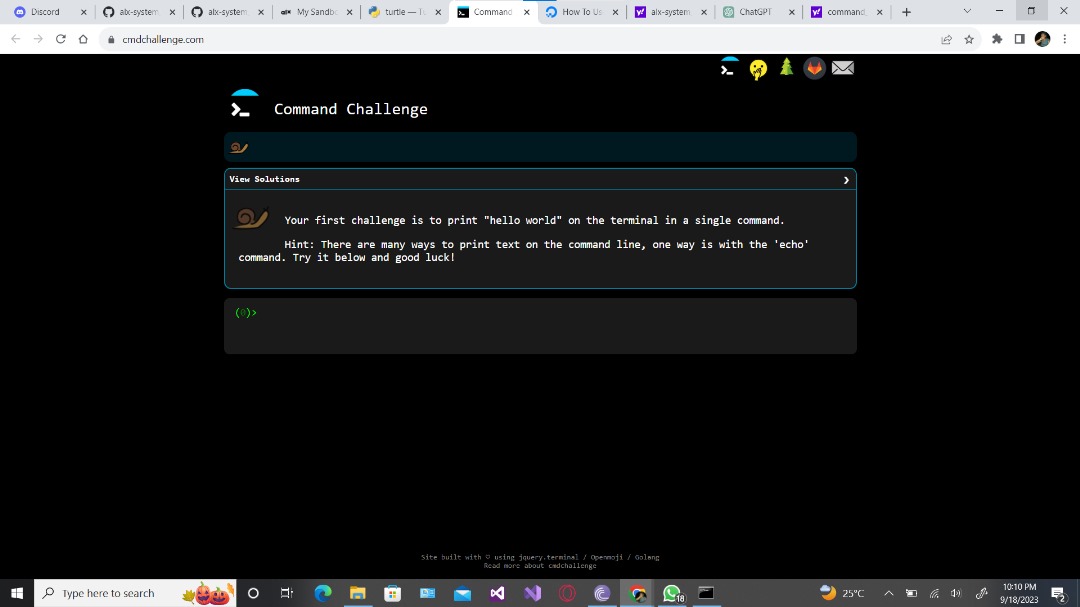 Discord
alx-system
alx-system
My Sandbo
turtle — Tu
Command
How To Us
alx-system
ChatGPT
command
cmdchallenge.com
Command Challenge
View Solutions
Your first challenge is to print "hello world" on the terminal in a single command.
Hint: There are many ways to print text on the command line, one way is with the 'echo'
command. Try it below and good luck!
(0)>
Site built with ♡ using jquery.terminal / Openmoji / Golang
Read more about cmdchallenge
Type here to search
18
25°C
10:10 PM
9/18/2023
2